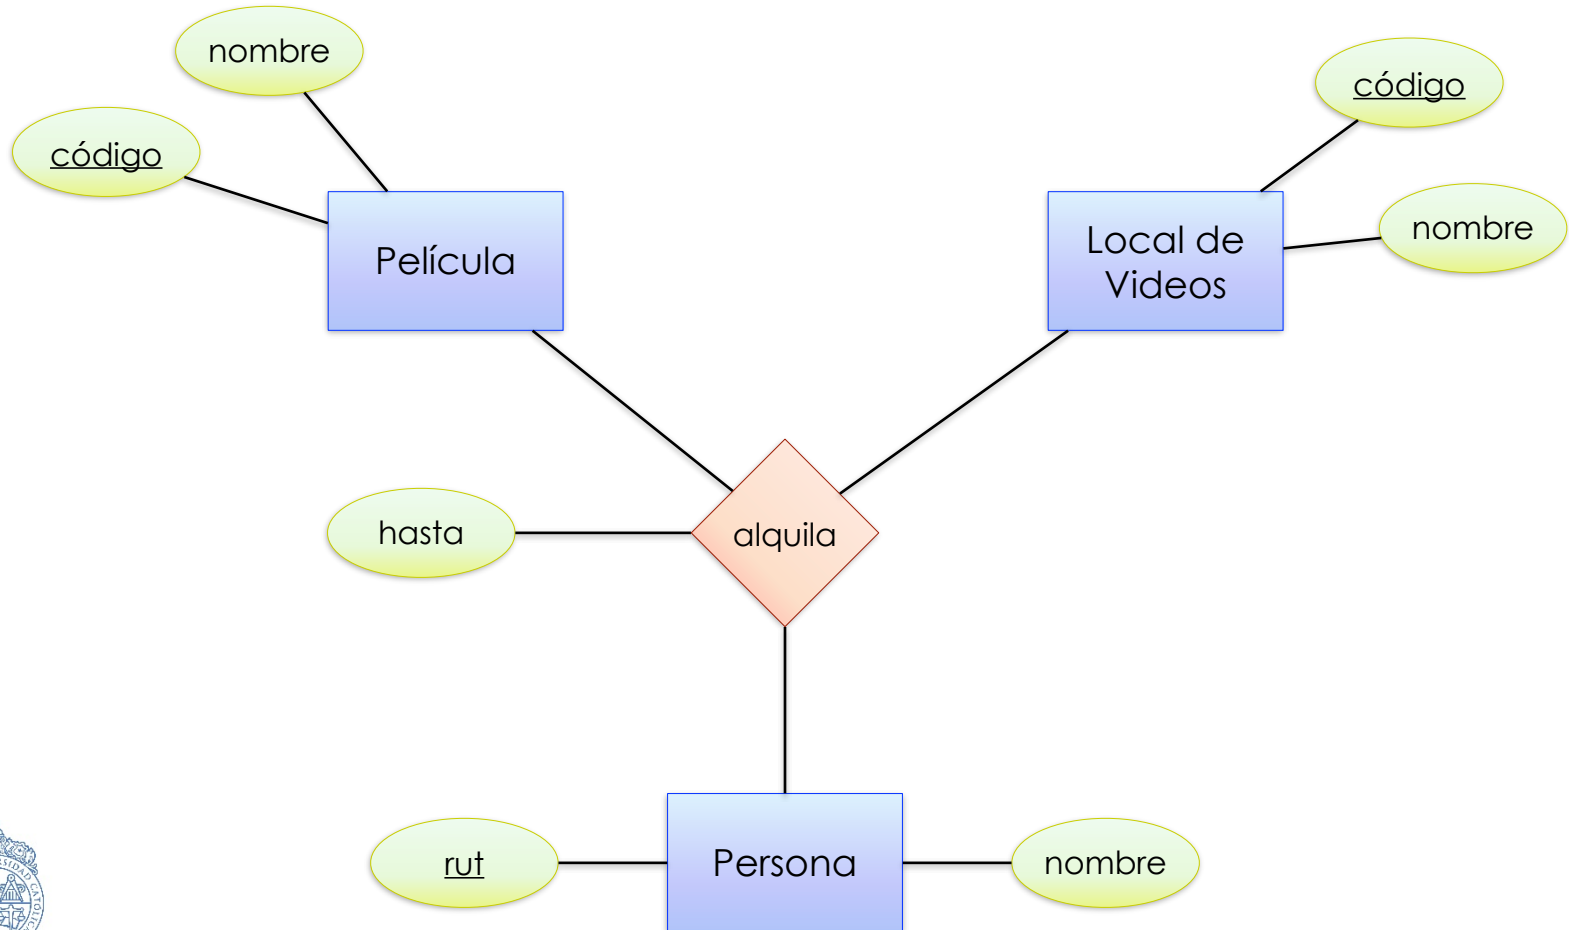 nombre
código
código
Película
Local de
Videos
nombre
hasta
alquila
rut
Persona
nombre